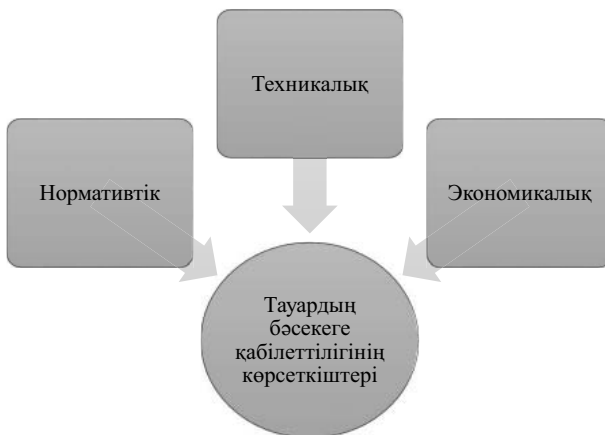 Техникалық
Нормативтік
Экономикалық
Тауардың
бәсекеге
қабілеттілігінің
көрсеткіштері